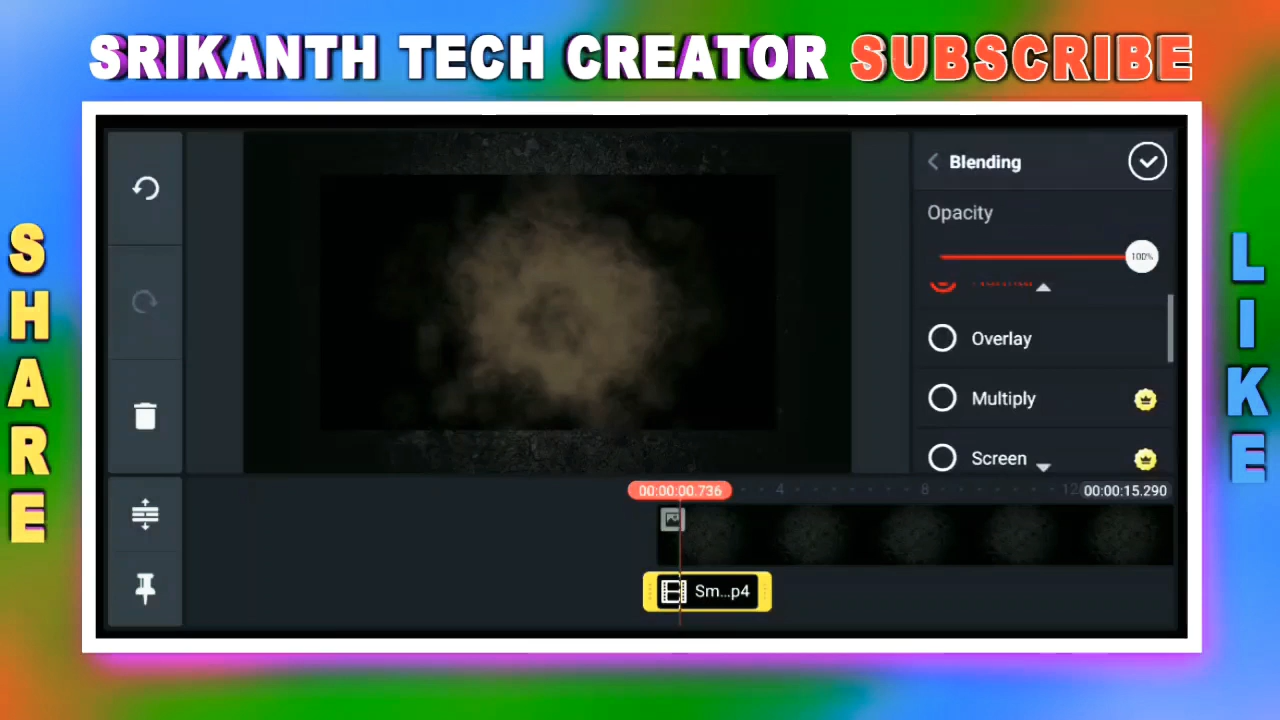 SRIKANTH TECH CREATOR SUBSCRIBE
SHARE
Blending
Opacity
100%
Overlay
Multiply
Screen
00:00:00.736
4
8
12
00:00:15.290
Sm...p4
LIKE